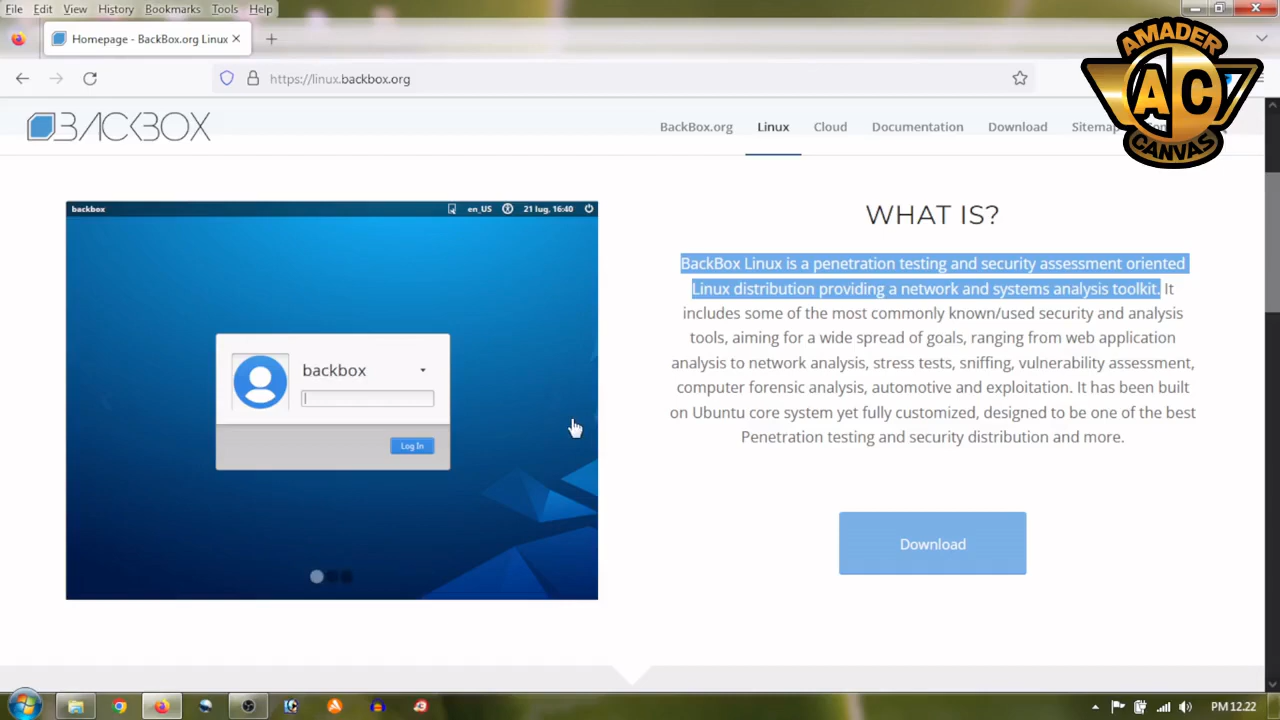 File Edit View History Bookmarks Tools Help
Homepage - BackBox.org Linux
https://linux.backbox.org
BACKBOX
BackBox.org Linux Cloud Documentation Download Sitemap
AMADER
AC
CANVAS
backbox en_US 21 lug, 16:40
backbox
Log In
WHAT IS?
BackBox Linux is a penetration testing and security assessment oriented
Linux distribution providing a network and systems analysis toolkit. It
includes some of the most commonly known/used security and analysis
tools, aiming for a wide spread of goals, ranging from web application
analysis to network analysis, stress tests, sniffing, vulnerability assessment,
computer forensic analysis, automotive and exploitation. It has been built
on Ubuntu core system yet fully customized, designed to be one of the best
Penetration testing and security distribution and more.
Download
PM 12.22